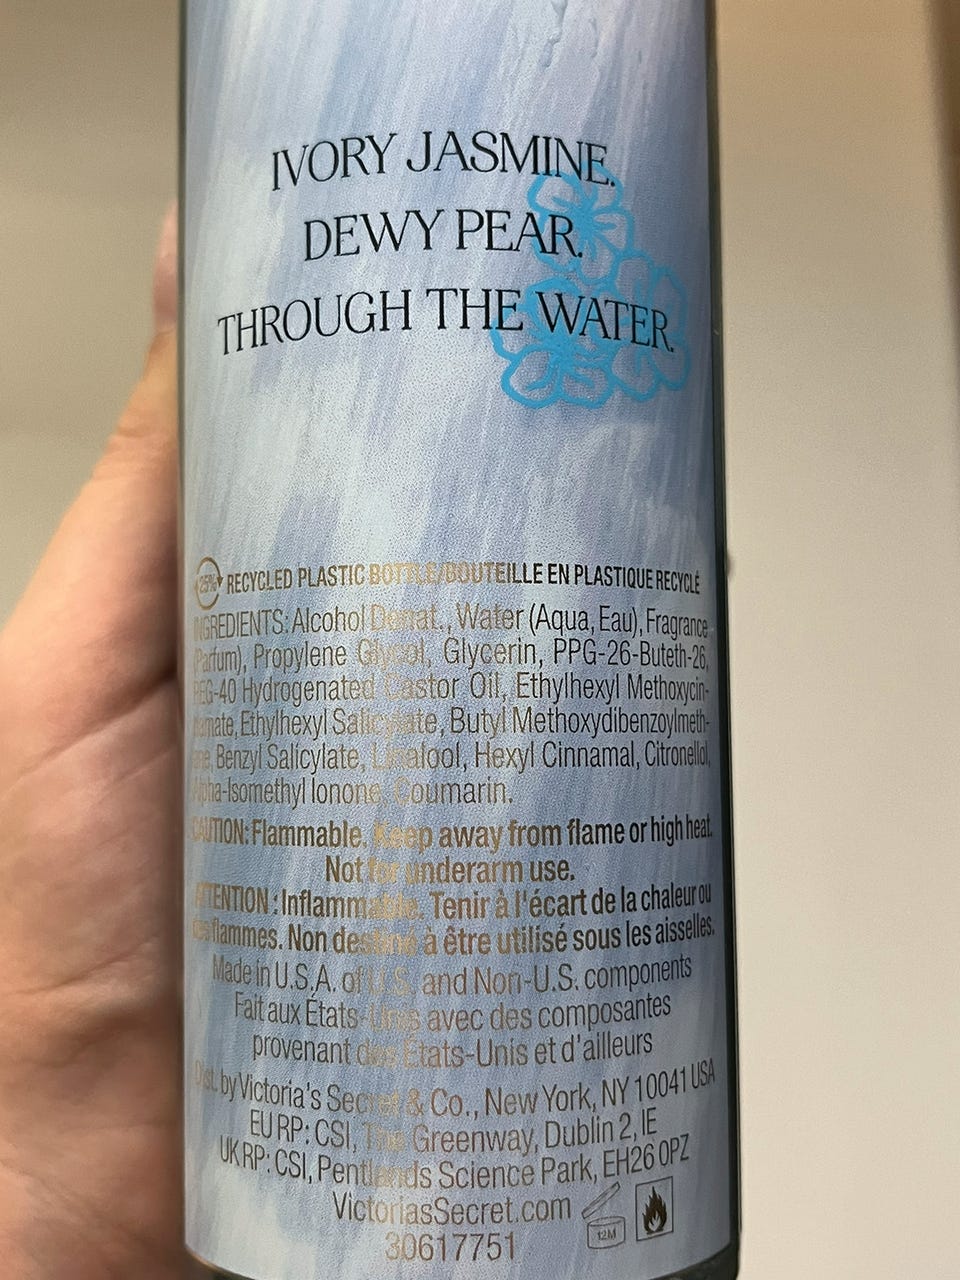 IVORY JASMINE.
DEWY PEAR.
THROUGH THE WATER.
25% RECYCLED PLASTIC BOTTLE/BOUTEILLE EN PLASTIQUE RECYCLÉ
INGREDIENTS: Alcohol Denat., Water (Aqua, Eau), Fragrance
(Parfum), Propylene Glycol, Glycerin, PPG-26-Buteth-26,
PEG-40 Hydrogenated Castor Oil, Ethylhexyl Methoxycin-
namate, Ethylhexyl Salicylate, Butyl Methoxydibenzoylmeth-
ane, Benzyl Salicylate, Linalool, Hexyl Cinnamal, Citronellol,
Alpha-Isomethyl Ionone, Coumarin.
CAUTION: Flammable. Keep away from flame or high heat.
Not for underarm use.
ATTENTION : Inflammable. Tenir à l'écart de la chaleur ou
des flammes. Non destiné à être utilisé sous les aisselles.
Made in U.S.A. of U.S. and Non-U.S. components
Fait aux États-Unis avec des composantes
provenant des États-Unis et d'ailleurs
Dist. by Victoria's Secret & Co., New York, NY 10041 USA
EU RP: CSI, The Greenway, Dublin 2, IE
UK RP: CSI, Pentlands Science Park, EH26 0PZ
VictoriasSecret.com
12M
30617751